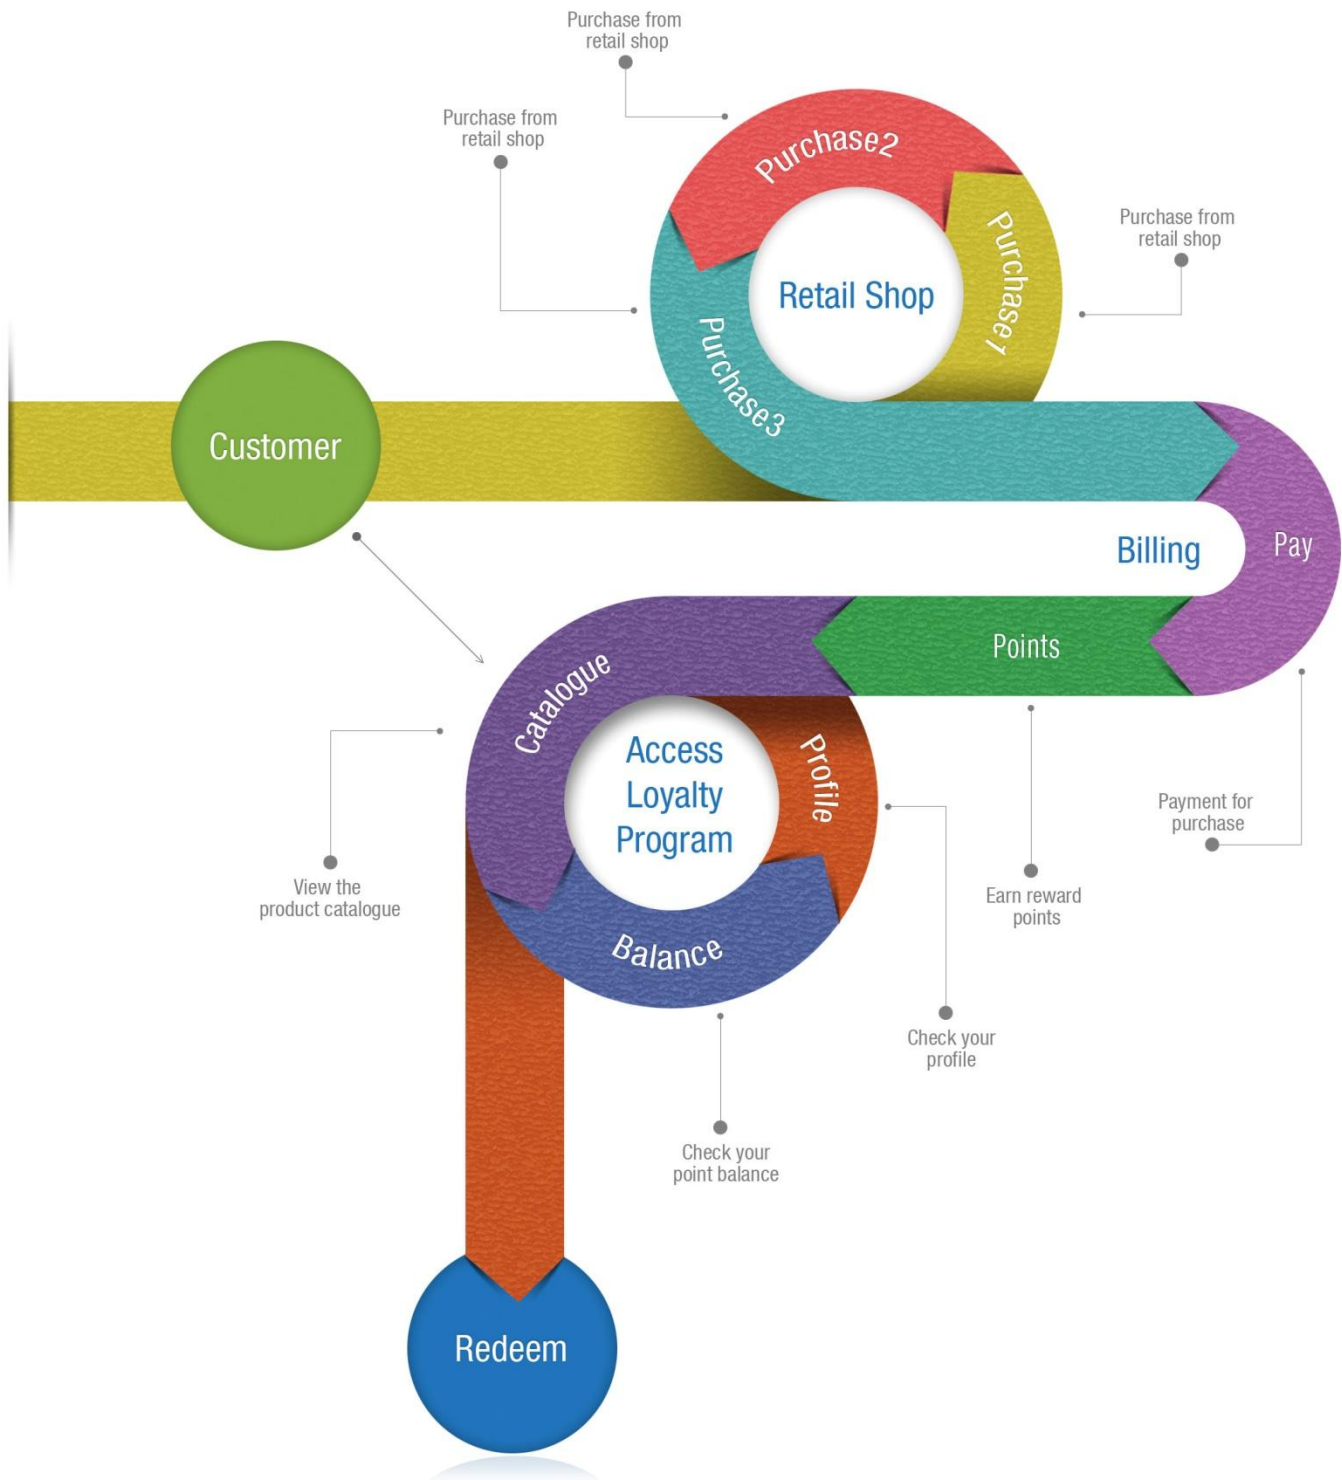 Purchase from
retail shop
Purchase from
retail shop
Purchase2
Purchase1
Purchase from
retail shop
Retail Shop
Purchase3
Customer
Billing
Pay
Points
Catalogue
Access
Loyalty
Program
Profile
Balance
View the
product catalogue
Payment for
purchase
Earn reward
points
Check your
profile
Check your
point balance
Redeem